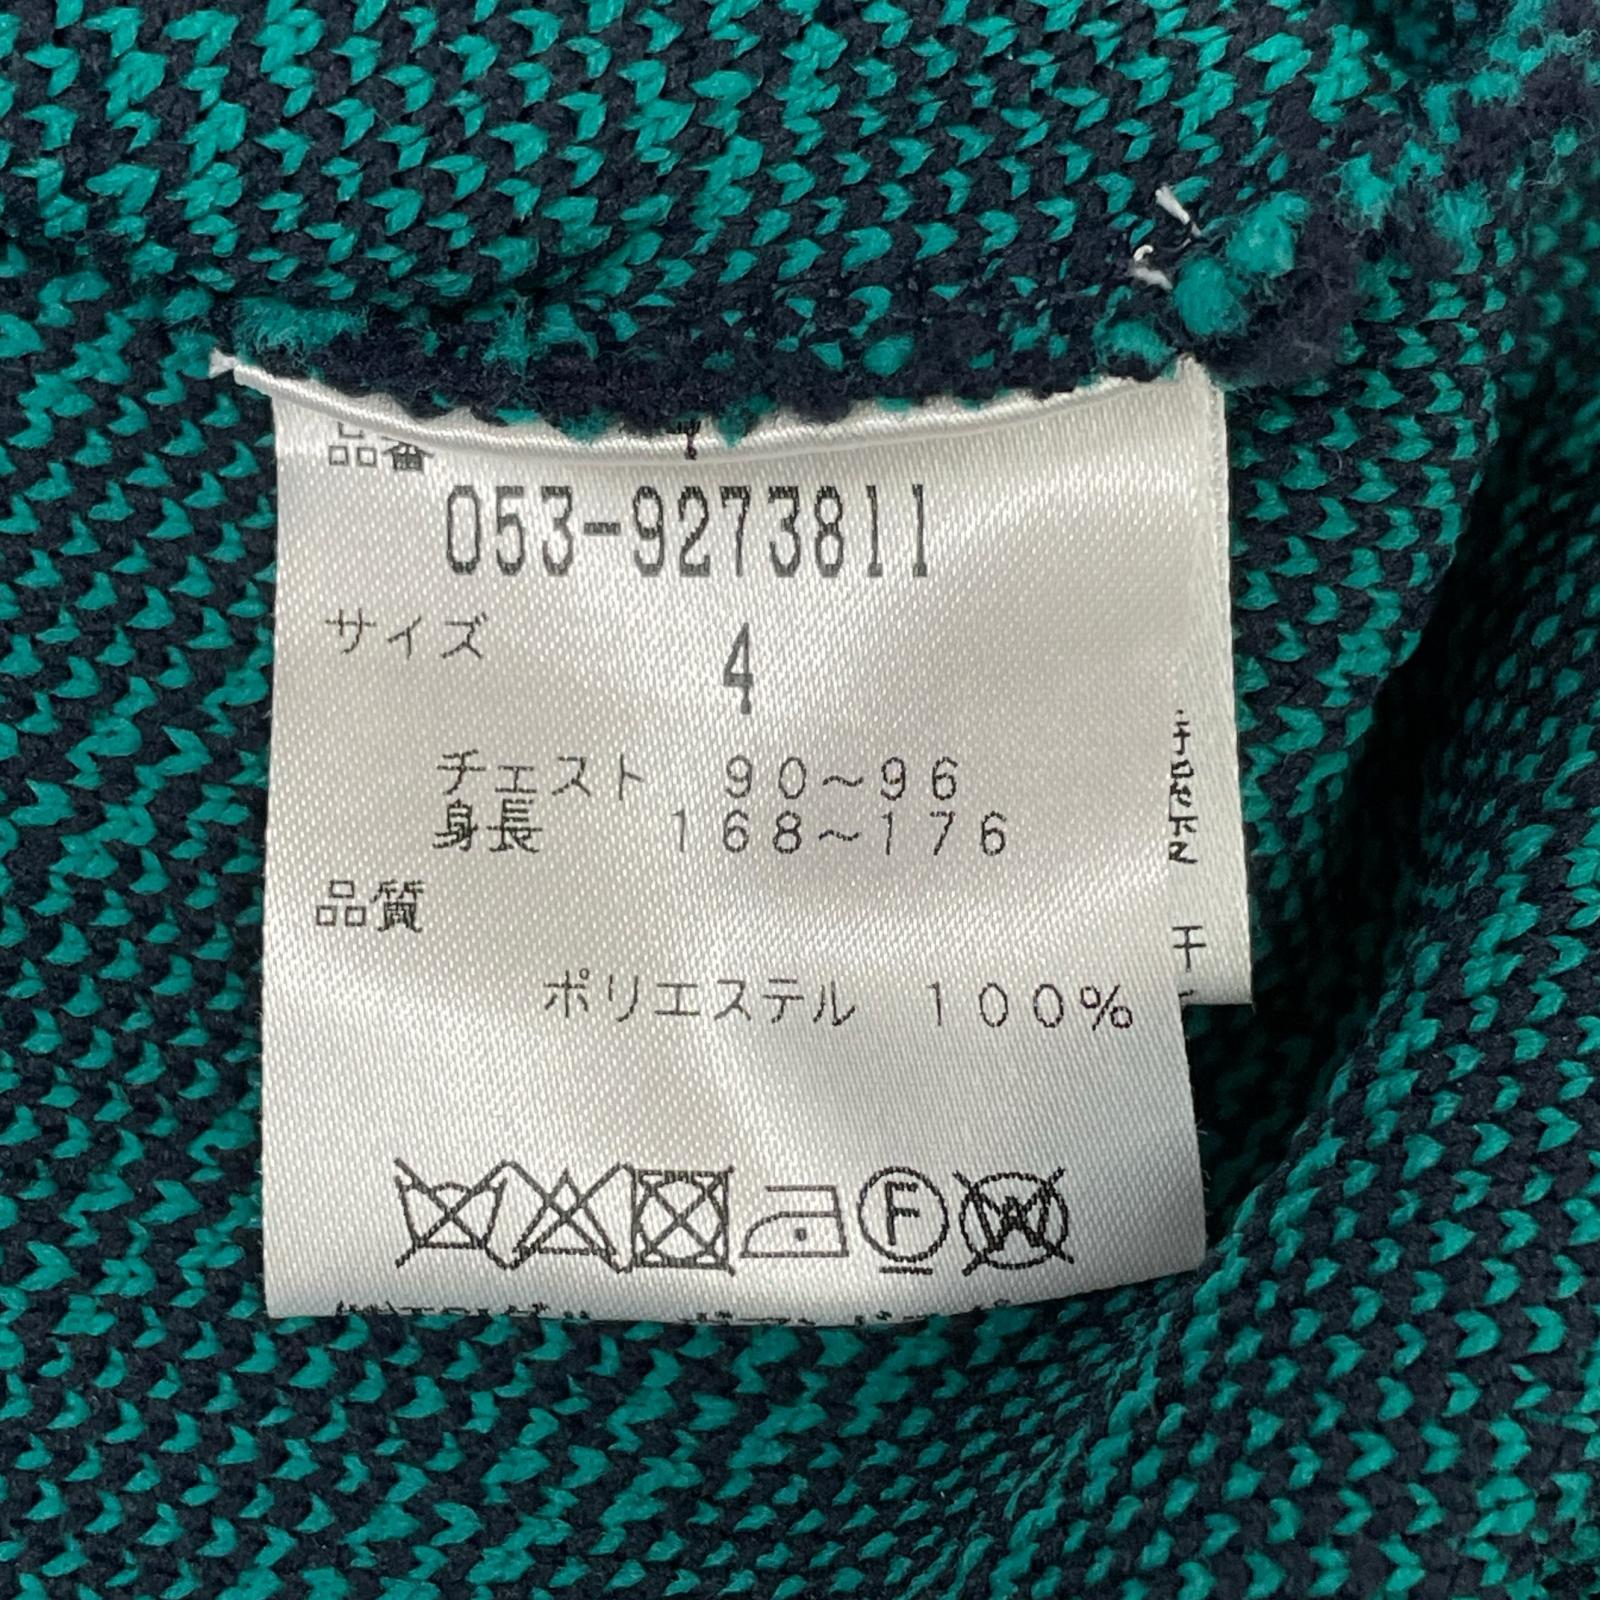 品番
053-9273811
サイズ
4
チェスト 90~96
身長 168~176
品質
ポリエステル 100%
F
W